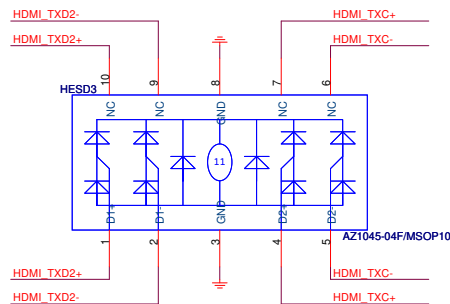 HDMI_TXD2-
HDMI_TXC+
HDMI_TXD2+
HDMI_TXC-
10
9
8
7
6
HESD3
NC
NC
GND
NC
NC
11
D1+
D1-
GND
D2+
D2-
AZ1045-04F/MSOP10
1
2
3
4
5
HDMI_TXD2+
HDMI_TXC-
HDMI_TXD2-
HDMI_TXC+